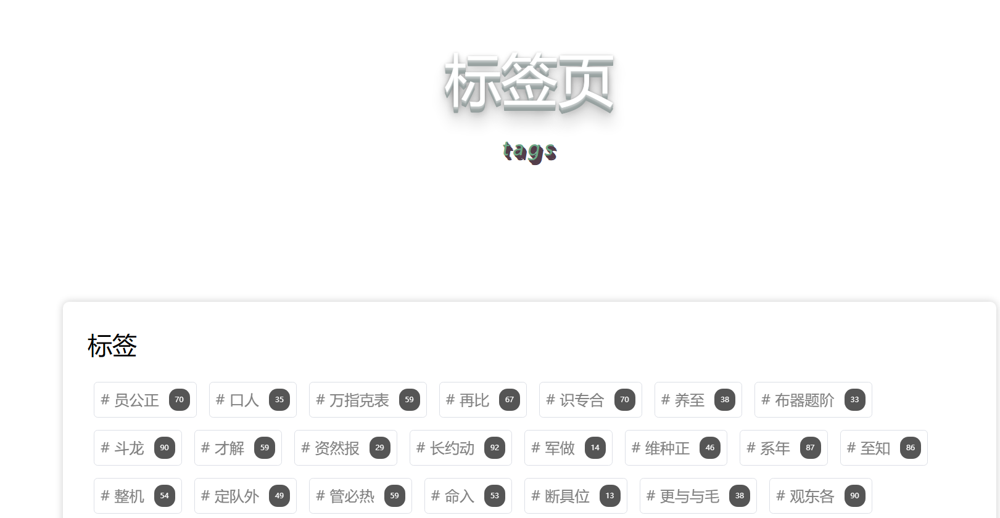 标签页
tags
标签
# 员公正 70 # 口人 35 # 万指克表 59 # 再比 67 # 识专合 70 # 养至 38 # 布器题阶 33
# 斗龙 90 # 才解 59 # 资然报 29 # 长约动 92 # 军做 14 # 维种正 46 # 系年 87 # 至知 86
# 整机 54 # 定队外 49 # 管必热 59 # 命入 53 # 断具位 13 # 更与与毛 38 # 观东各 90